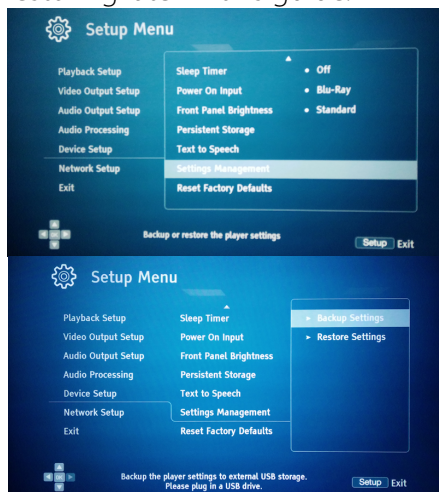 Setup Menu
Playback Setup Sleep Timer • Off
Video Output Setup Power On Input • Blu-Ray
Audio Output Setup Front Panel Brightness • Standard
Audio Processing Persistent Storage
Device Setup Text to Speech
Network Setup Settings Management
Exit Reset Factory Defaults
Backup or restore the player settings
Setup Exit
Setup Menu
Playback Setup Sleep Timer ► Backup Settings
Video Output Setup Power On Input ► Restore Settings
Audio Output Setup Front Panel Brightness
Audio Processing Persistent Storage
Device Setup Text to Speech
Network Setup Settings Management
Exit Reset Factory Defaults
Backup the player settings to external USB storage.
Please plug in a USB drive.
Setup Exit